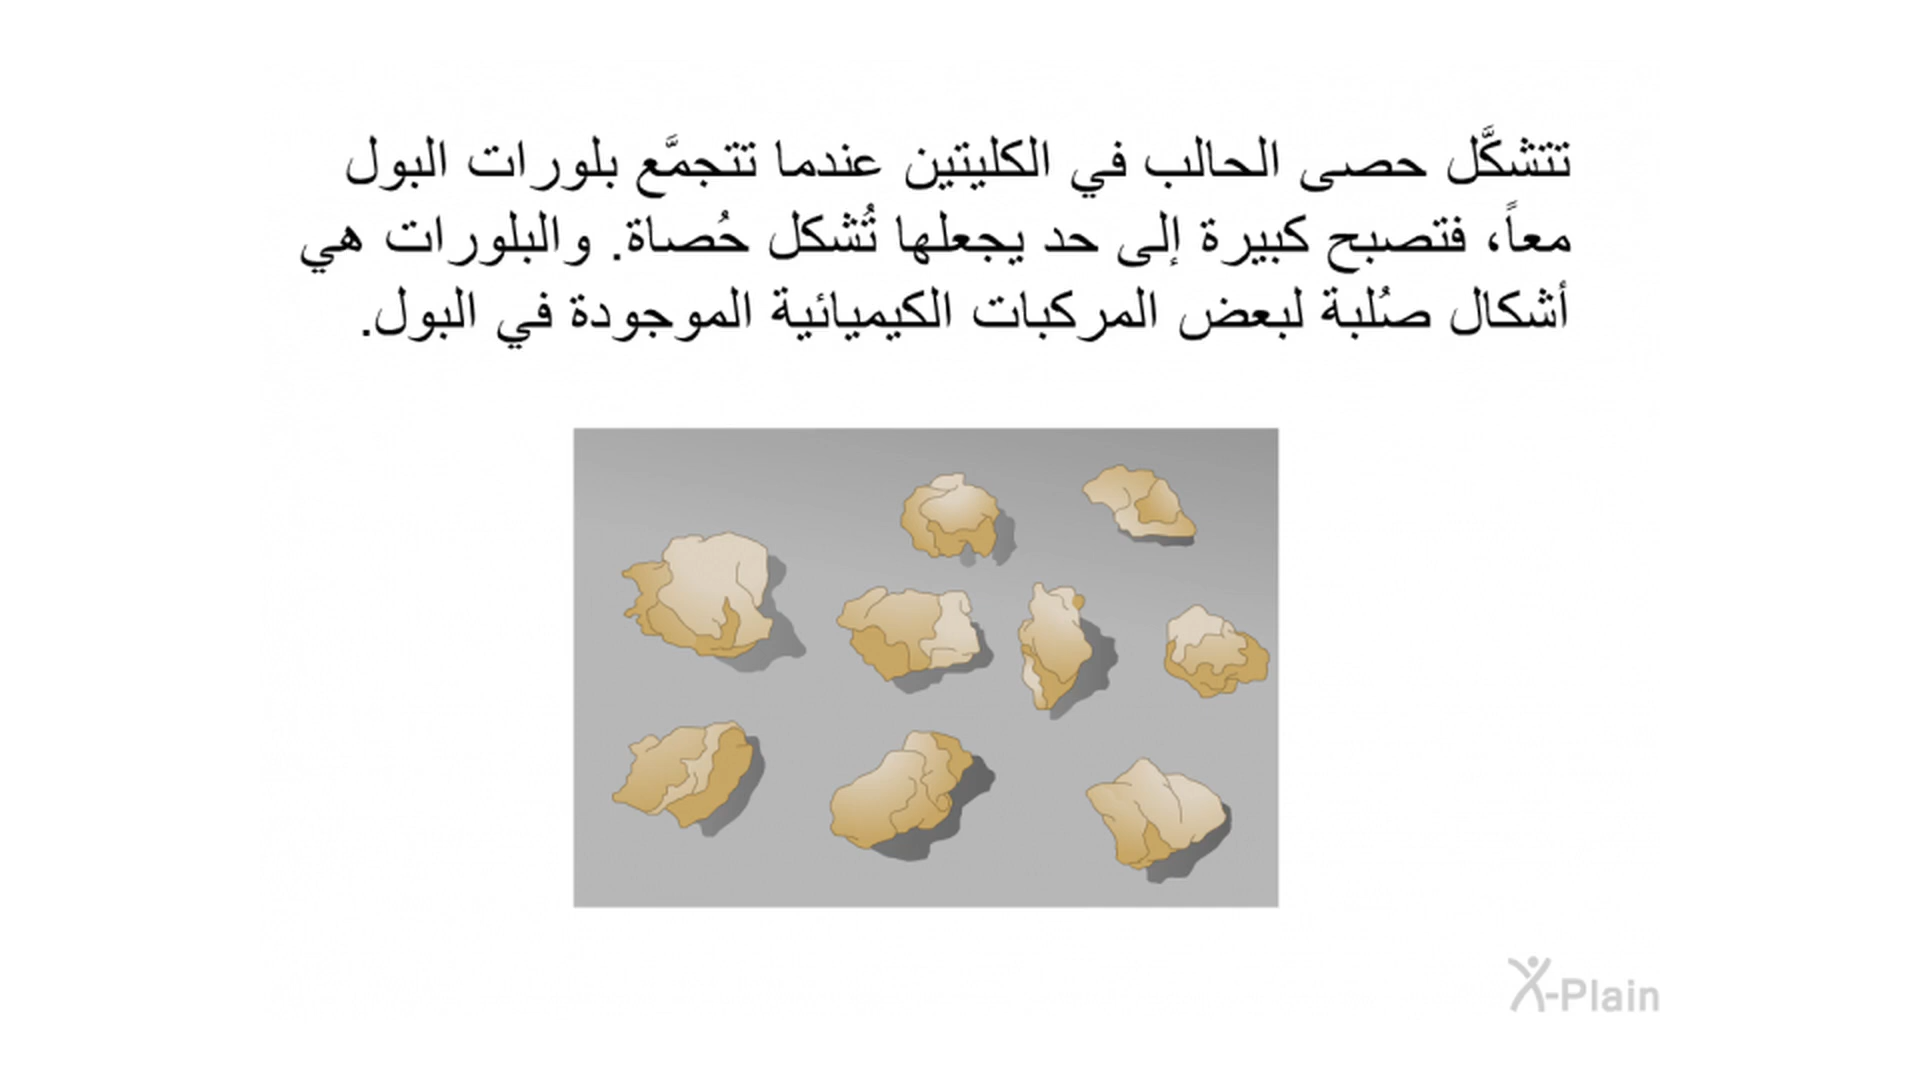 تتشكَّل حصى الحالب في الكليتين عندما تتجمَّع بلورات البول
معاً، فتصبح كبيرة إلى حد يجعلها تُشكل حُصاة. والبلورات هي
أشكال صُلبة لبعض المركبات الكيميائية الموجودة في البول.
X-Plain